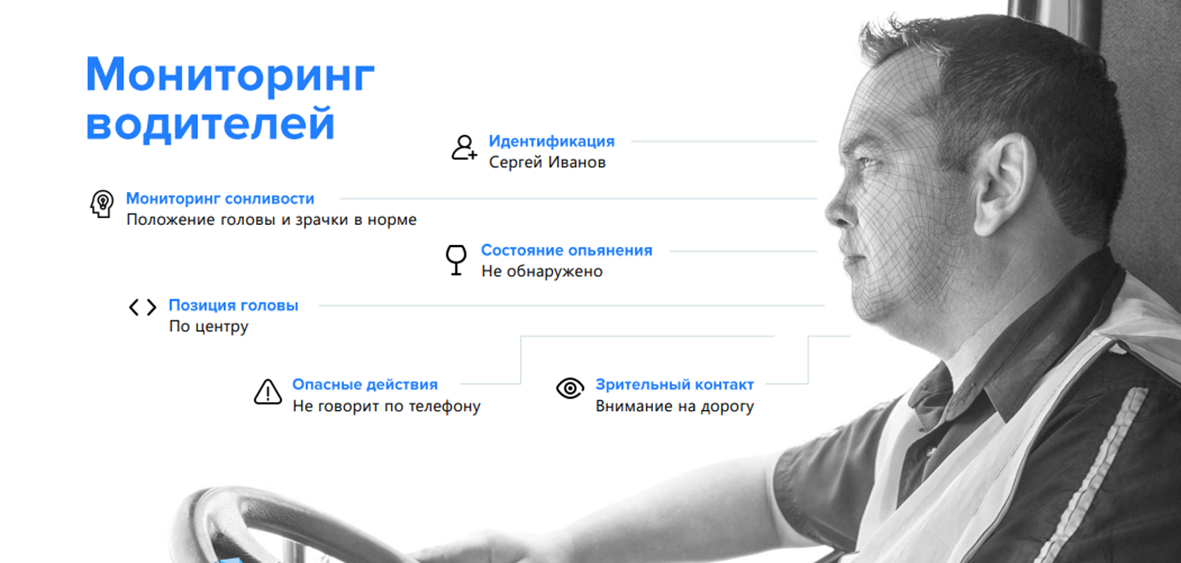 Мониторинг
водителей
Идентификация
Сергей Иванов
Мониторинг сонливости
Положение головы и зрачки в норме
Состояние опьянения
Не обнаружено
Позиция головы
По центру
Опасные действия
Не говорит по телефону
Зрительный контакт
Внимание на дорогу